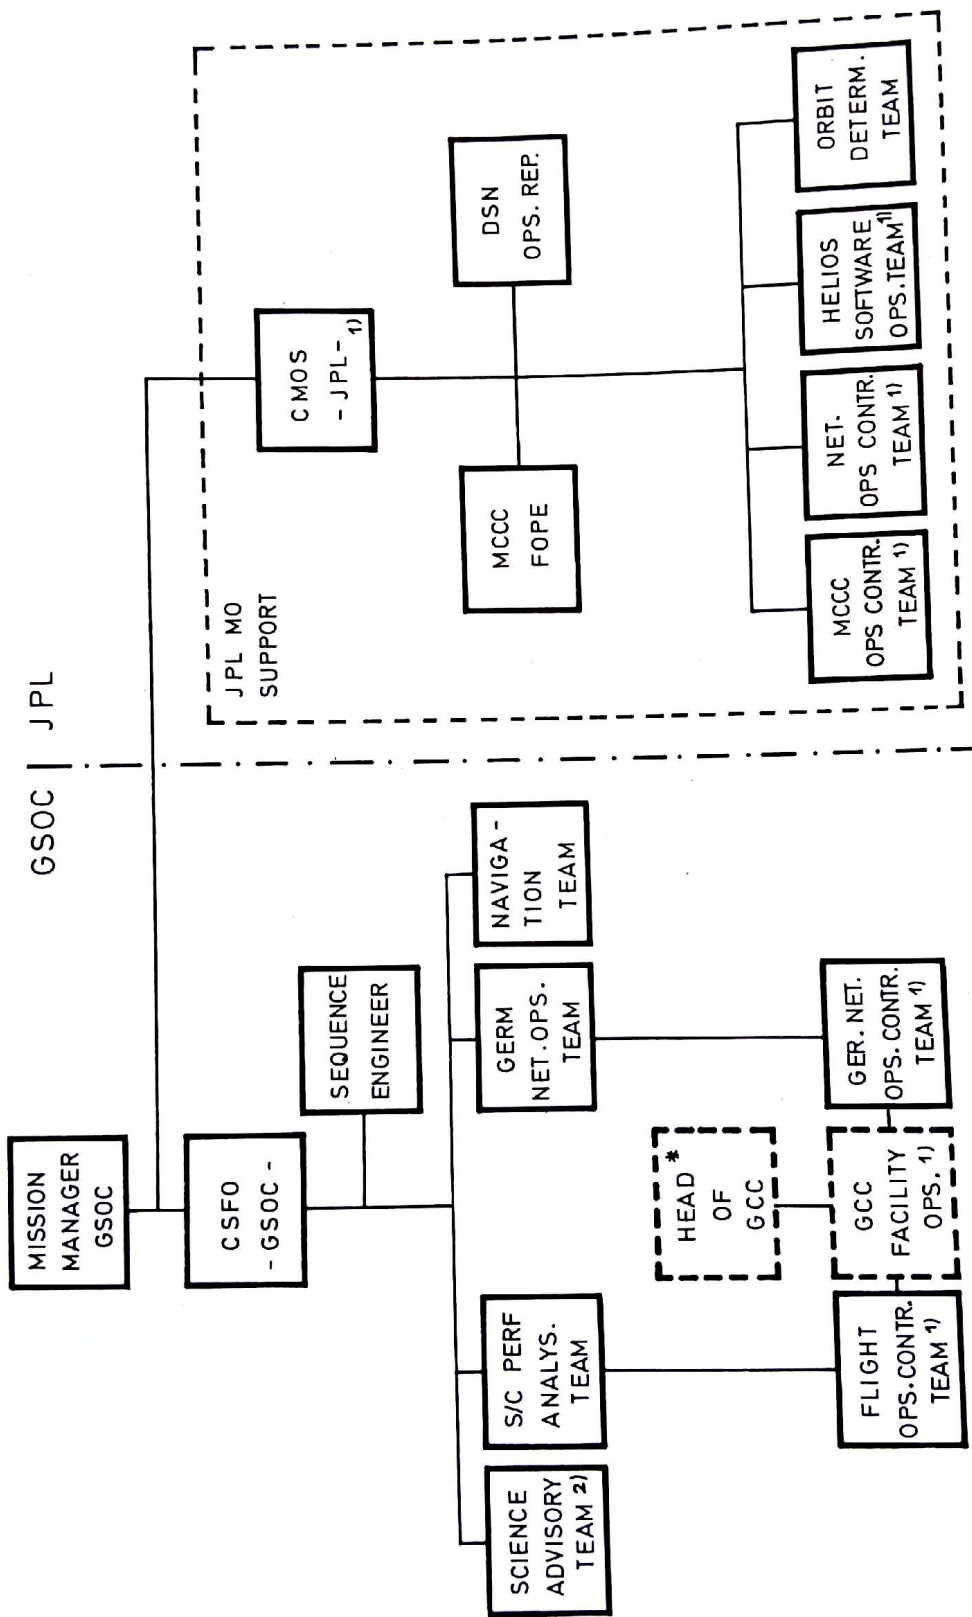 GSOC
JPL
MISSION
MANAGER
GSOC
CSFO
- GSOC -
SEQUENCE
ENGINEER
SCIENCE
ADVISORY
TEAM 2)
S/C PERF
ANALYS.
TEAM
GERM
NET.OPS.
TEAM
NAVIGA -
TION
TEAM
HEAD*
OF
GCC
FLIGHT
OPS.CONTR.
TEAM 1)
GCC
FACILITY
OPS. 1)
GER. NET.
OPS. CONTR.
TEAM 1)
JPL MO
SUPPORT
CMOS
- JPL - 1)
MCCC
FOPE
DSN
OPS. REP.
MCCC
OPS CONTR.
TEAM 1)
NET.
OPS CONTR.
TEAM 1)
HELIOS
SOFTWARE
OPS.TEAM 1)
ORBIT
DETERM.
TEAM